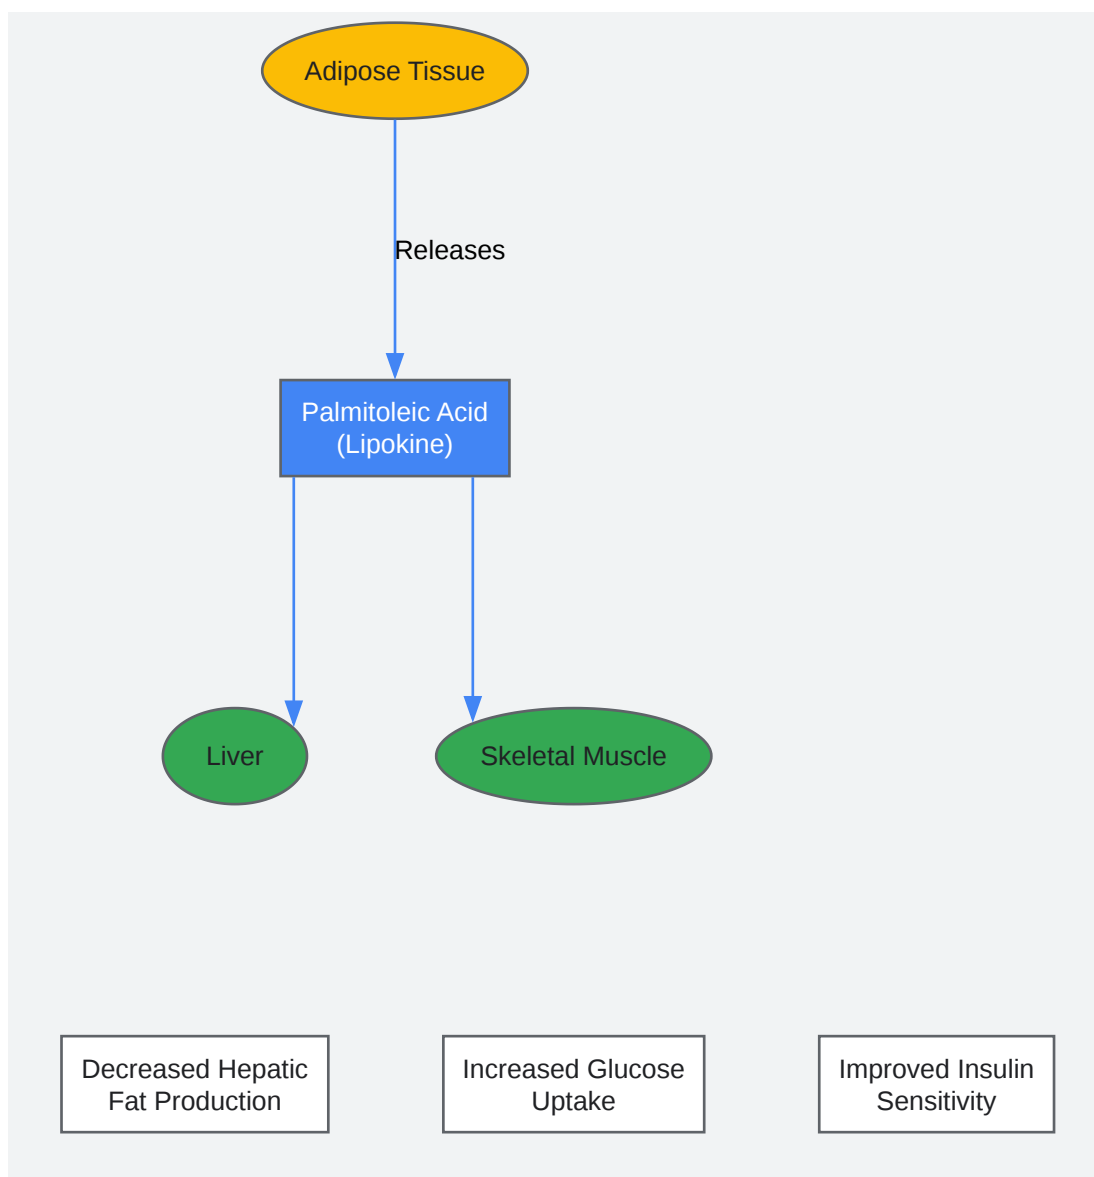 Adipose Tissue
Releases
Palmitoleic Acid
(Lipokine)
Liver
Skeletal Muscle
Decreased Hepatic
Fat Production
Increased Glucose
Uptake
Improved Insulin
Sensitivity